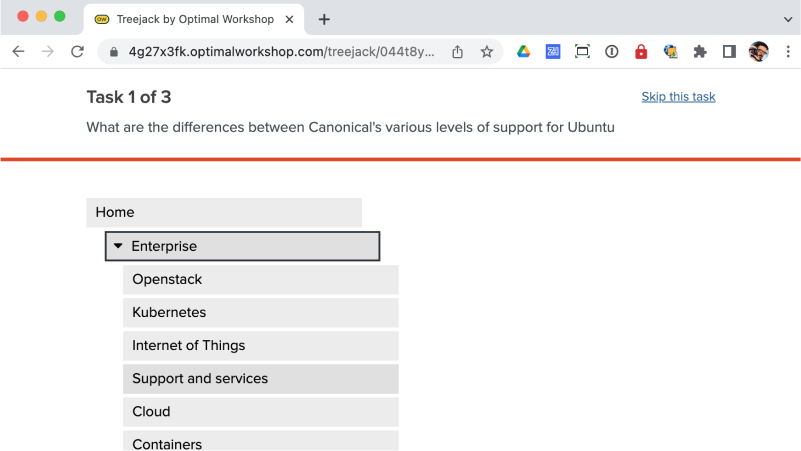 Treejack by Optimal Workshop
4g27x3fk.optimalworkshop.com/treejack/044t8y...
Task 1 of 3
Skip this task
What are the differences between Canonical's various levels of support for Ubuntu
Home
Enterprise
Openstack
Kubernetes
Internet of Things
Support and services
Cloud
Containers